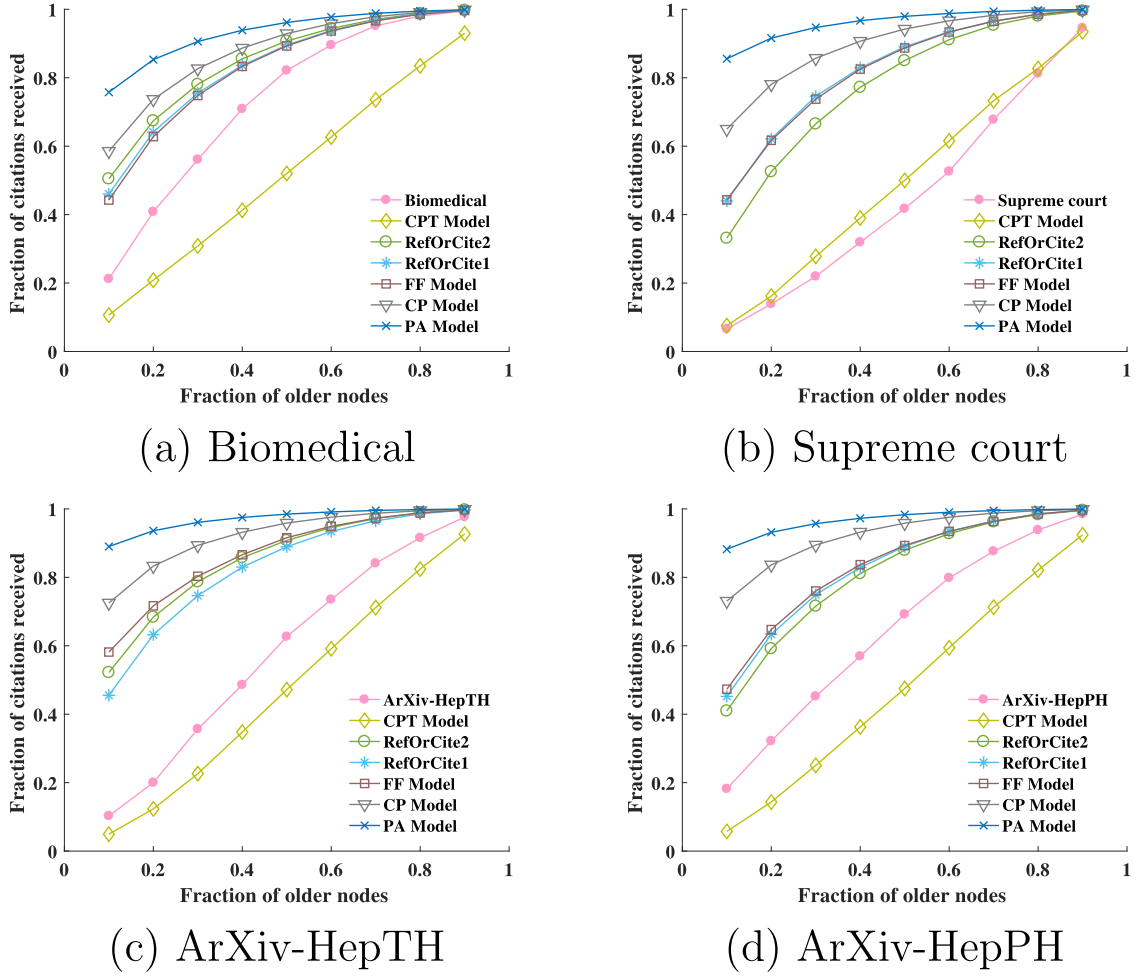 Fraction of citations received
1
0.8
0.6
0.4
0.2
0
0 0.2 0.4 0.6 0.8 1
Fraction of older nodes
Biomedical
CPT Model
RefOrCite2
RefOrCite1
FF Model
CP Model
PA Model
(a) Biomedical
Fraction of citations received
1
0.8
0.6
0.4
0.2
0
0 0.2 0.4 0.6 0.8 1
Fraction of older nodes
Supreme court
CPT Model
RefOrCite2
RefOrCite1
FF Model
CP Model
PA Model
(b) Supreme court
Fraction of citations received
1
0.8
0.6
0.4
0.2
0
0 0.2 0.4 0.6 0.8 1
Fraction of older nodes
ArXiv-HepTH
CPT Model
RefOrCite2
RefOrCite1
FF Model
CP Model
PA Model
(c) ArXiv-HepTH
Fraction of citations received
1
0.8
0.6
0.4
0.2
0
0 0.2 0.4 0.6 0.8 1
Fraction of older nodes
ArXiv-HepPH
CPT Model
RefOrCite2
RefOrCite1
FF Model
CP Model
PA Model
(d) ArXiv-HepPH